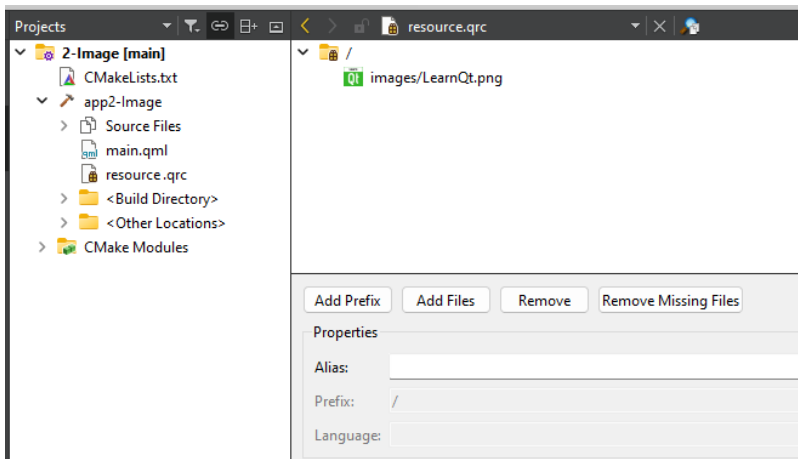 Projects
resource.qrc
2-Image [main]
CMakeLists.txt
app2-Image
Source Files
main.qml
resource.qrc
<Build Directory>
<Other Locations>
CMake Modules
/
Qt images/LearnQt.png
Add Prefix Add Files Remove Remove Missing Files
Properties
Alias:
Prefix: /
Language: